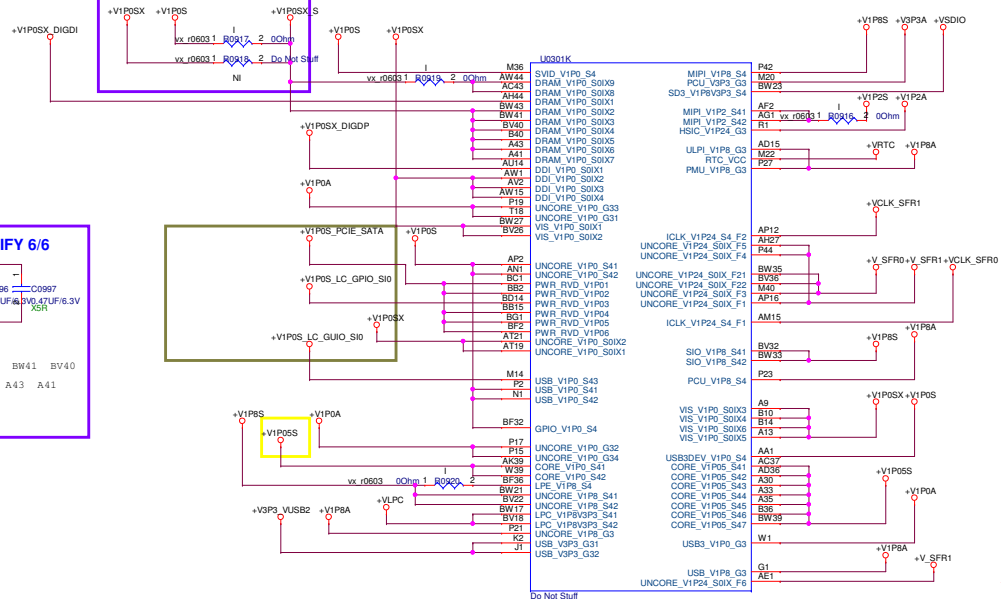 +V1P0SX
+V1P0S
+V1P0SX_S
+V1P0SX_DIGDI
vx_r0603 1 R0917 2 0Ohm
I
vx_r0603 1 R0918 2 Do Not Stuff
NI
+V1P0S
+V1P0SX
I
vx_r0603 1 R0919 2 0Ohm
+V1P0SX_DIGDP
+V1P0A
+V1P0S_PCIE_SATA
+V1P0S
+V1P0S_LC_GPIO_SI0
+V1P0SX
+V1P0S_LC_GUIO_SI0
IFY 6/6
C0997
UF/6.3V0.47UF/6.3V
X5R
BW41 BV40
A43 A41
+V1P8S
+V1P0A
+V1P05S
I
vx_r0603 0Ohm 1 R0920 2
+VLPC
+V3P3_VUSB2
+V1P8A
U0301K
M36 SVID_V1P0_S4
AW44 DRAM_V1P0_S0IX9
AC43 DRAM_V1P0_S0IX8
AH44 DRAM_V1P0_S0IX1
BW43 DRAM_V1P0_S0IX2
BW41 DRAM_V1P0_S0IX3
BV40 DRAM_V1P0_S0IX4
B40 DRAM_V1P0_S0IX5
A43 DRAM_V1P0_S0IX6
A41 DRAM_V1P0_S0IX7
AU14 DDI_V1P0_S0IX1
AW1 DDI_V1P0_S0IX2
AV2 DDI_V1P0_S0IX3
AW15 DDI_V1P0_S0IX4
P19 UNCORE_V1P0_G33
T18 UNCORE_V1P0_G31
BW27 VIS_V1P0_S0IX1
BV26 VIS_V1P0_S0IX2
AP2 UNCORE_V1P0_S41
AN1 UNCORE_V1P0_S42
BC1 PWR_RVD_V1P01
BB2 PWR_RVD_V1P02
BD14 PWR_RVD_V1P03
BB15 PWR_RVD_V1P04
BG1 PWR_RVD_V1P05
BF2 PWR_RVD_V1P06
AT21 UNCORE_V1P0_S0IX2
AT19 UNCORE_V1P0_S0IX1
M14 USB_V1P0_S43
P2 USB_V1P0_S41
N1 USB_V1P0_S42
BF32 GPIO_V1P0_S4
P17 UNCORE_V1P0_G32
P15 UNCORE_V1P0_G34
AK39 CORE_V1P0_S41
W39 CORE_V1P0_S42
BF36 LPE_V1P8_S4
BW21 UNCORE_V1P8_S41
BV22 UNCORE_V1P8_S42
BW17 LPC_V1P8V3P3_S41
BV18 LPC_V1P8V3P3_S42
P21 UNCORE_V1P8_G3
K2 USB_V3P3_G31
J1 USB_V3P3_G32
Do Not Stuff
MIPI_V1P8_S4 P42
PCU_V3P3_G3 M20
SD3_V1P8V3P3_S4 BW23
MIPI_V1P2_S41 AF2
MIPI_V1P2_S42 AG1
HSIC_V1P24_G3 R1
ULPI_V1P8_G3 AD15
RTC_VCC M22
PMU_V1P8_G3 P27
ICLK_V1P24_S4_F2 AP12
UNCORE_V1P24_S0IX_F5 AH27
UNCORE_V1P24_S0IX_F4 P44
UNCORE_V1P24_S0IX_F21 BW35
UNCORE_V1P24_S0IX_F22 BV36
UNCORE_V1P24_S0IX_F3 M40
UNCORE_V1P24_S0IX_F1 AP16
ICLK_V1P24_S4_F1 AM15
SIO_V1P8_S41 BV32
SIO_V1P8_S42 BW33
PCU_V1P8_S4 P23
VIS_V1P0_S0IX3 A9
VIS_V1P0_S0IX4 B10
VIS_V1P0_S0IX6 B14
VIS_V1P0_S0IX5 A13
USB3DEV_V1P0_S4 AA1
CORE_V1P05_S41 AC37
CORE_V1P05_S42 AD36
CORE_V1P05_S43 A30
CORE_V1P05_S44 A33
CORE_V1P05_S45 A35
CORE_V1P05_S46 B36
CORE_V1P05_S47 BW39
USB3_V1P0_G3 W1
USB_V1P8_G3 G1
UNCORE_V1P24_S0IX_F6 AE1
+V1P8S
+V3P3A
+VSDIO
+V1P2S
+V1P2A
I
vx_r0603 1 R0916 2 0Ohm
+VRTC
+V1P8A
+VCLK_SFR1
+V_SFR0
+V_SFR1
+VCLK_SFR0
+V1P8S
+V1P8A
+V1P0SX
+V1P0S
+V1P05S
+V1P0A
+V1P8A
+V_SFR1